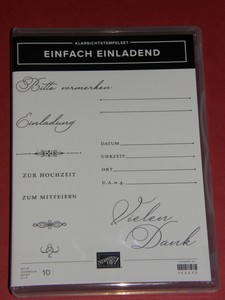 KLARSICHTSTEMPELSET
EINFACH EINLADEND
Bitte vormerken
Einladung
DATUM
UHRZEIT
ORT
U.A.w.g.
ZUR HOCHZEIT
ZUM MITFEIERN
Vielen
Dank
10